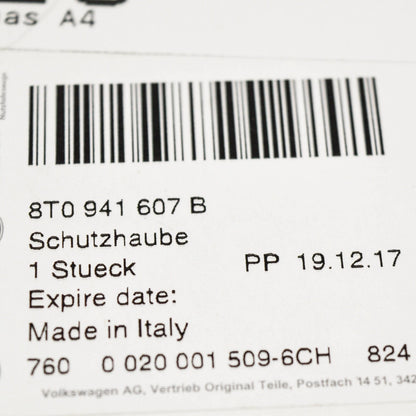 A4
8T0 941 607 B
Schutzhaube
1 Stueck PP 19.12.17
Expire date:
Made in Italy
760 0 020 001 509-6CH 824
Volkswagen AG, Vertrieb Original Teile, Postfach 14 51, 342